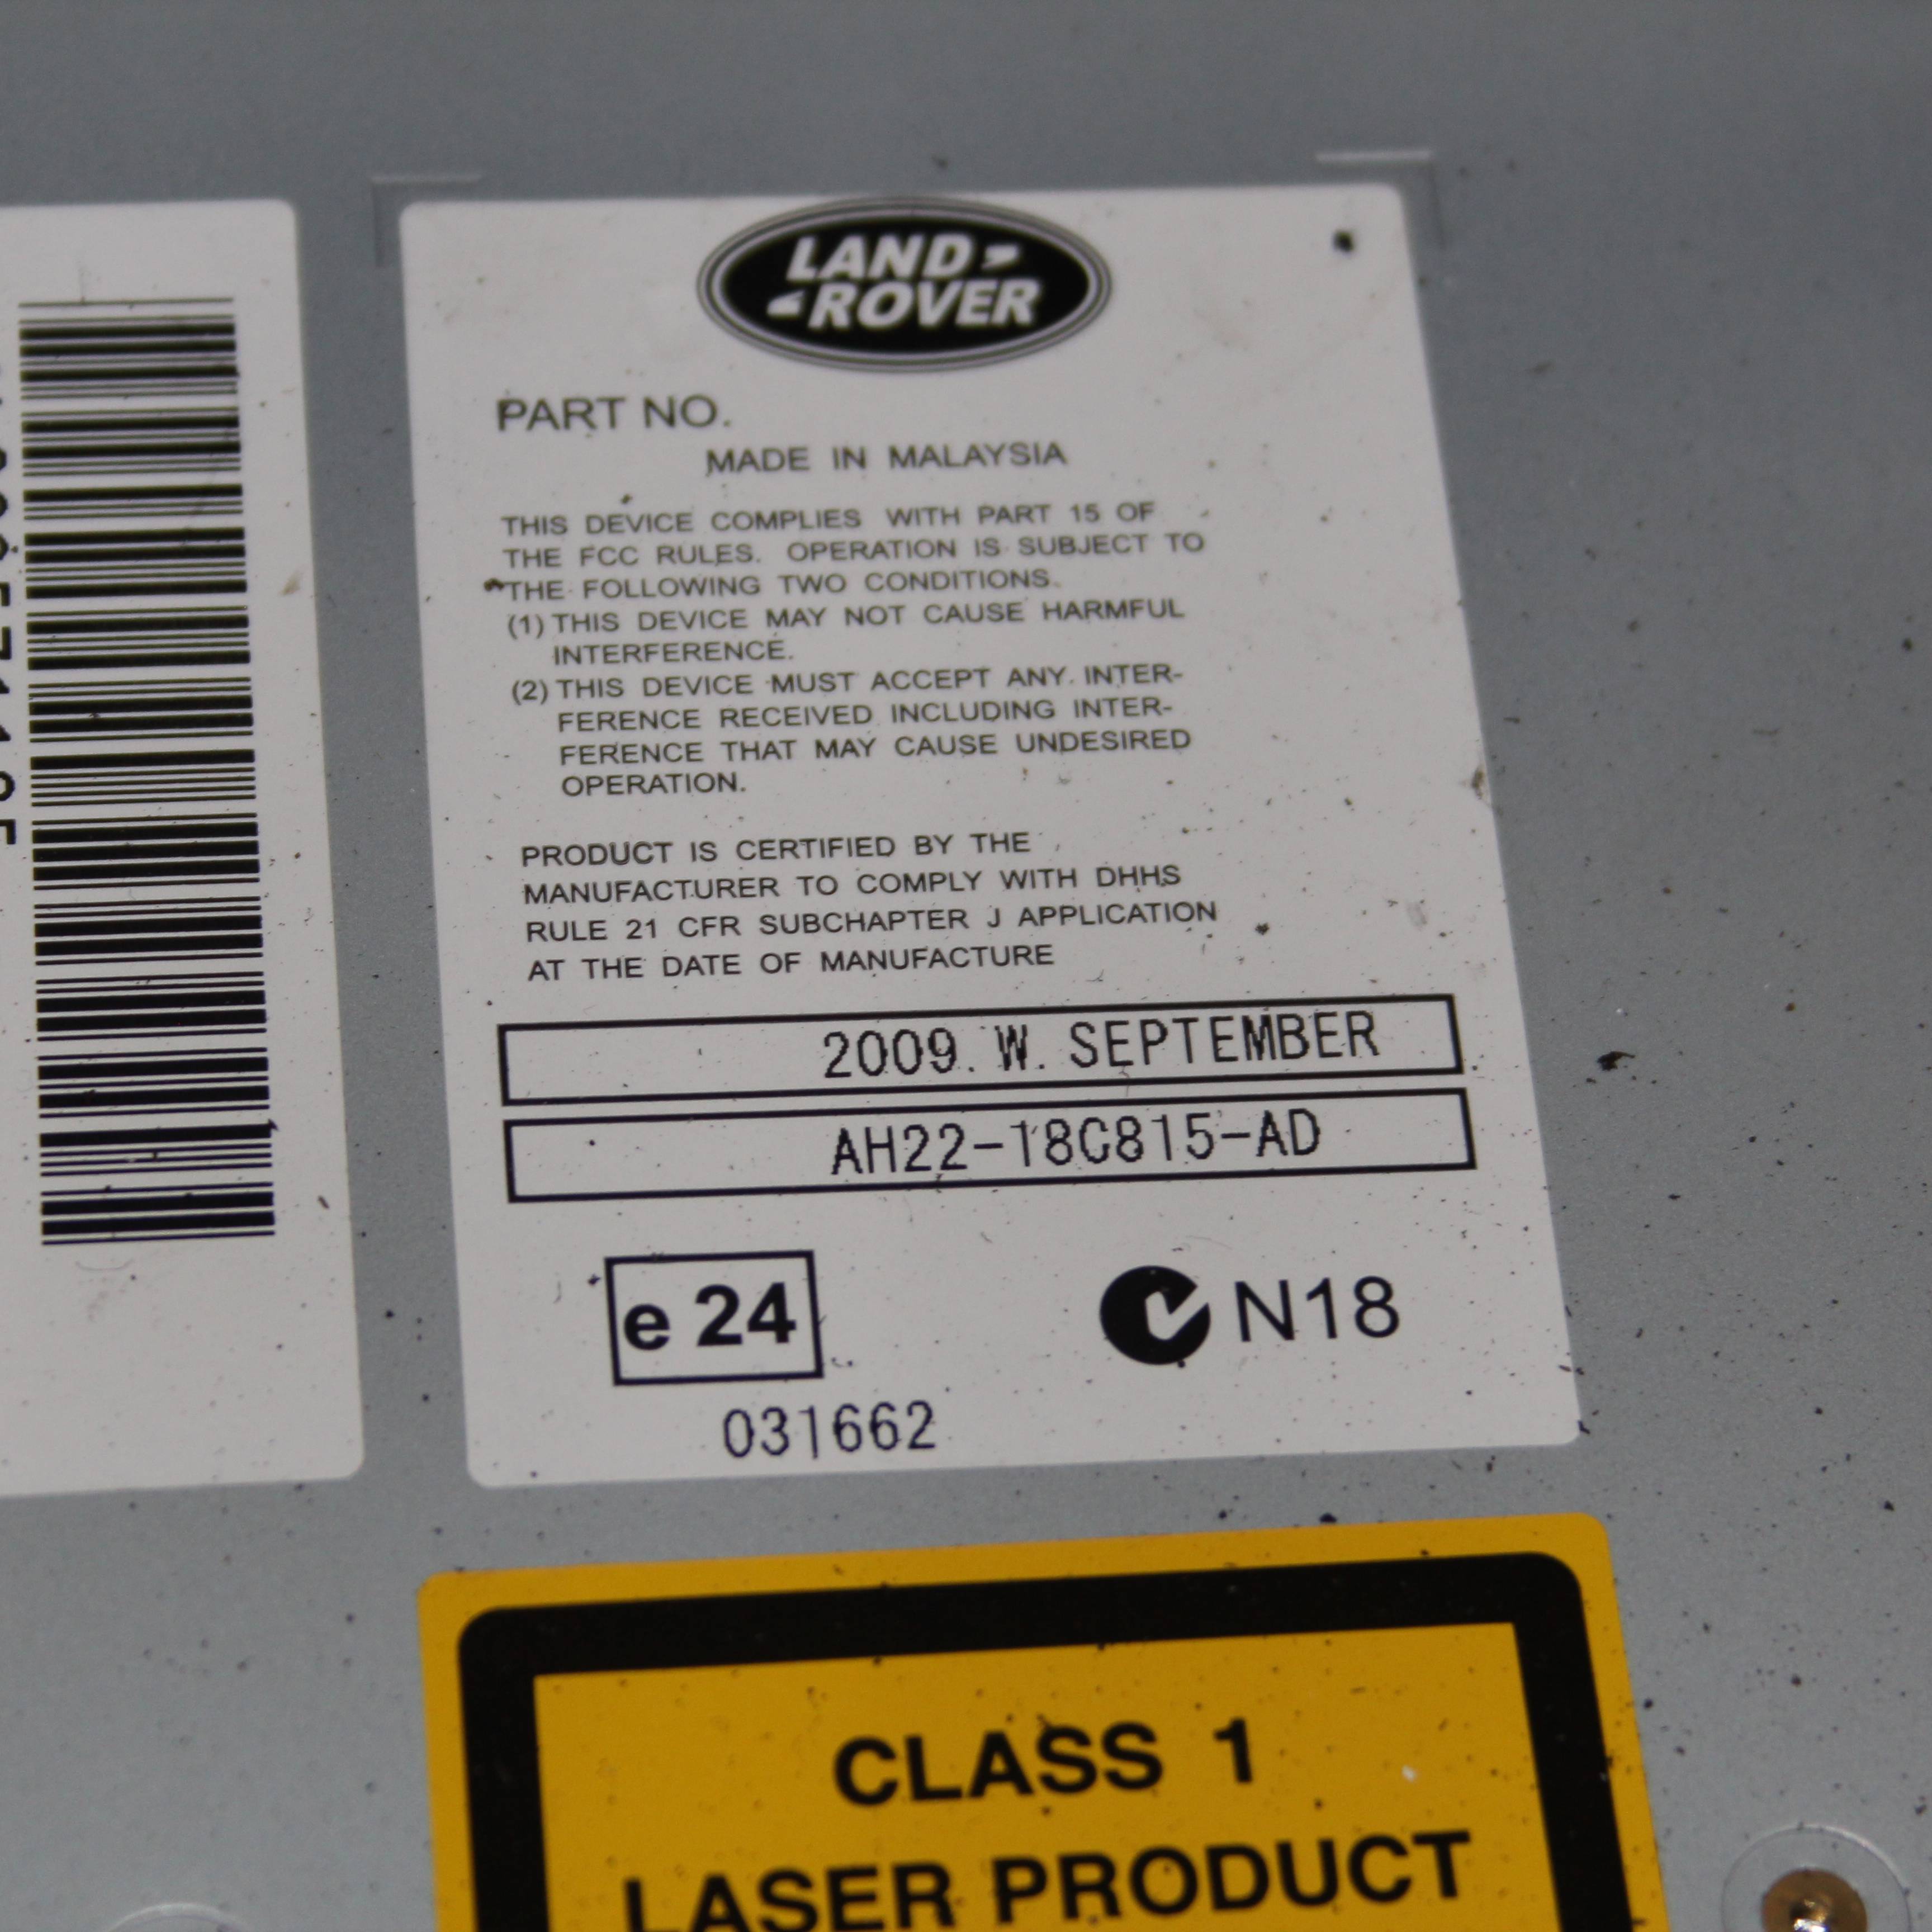 LAND
ROVER
PART NO.
MADE IN MALAYSIA
THIS DEVICE COMPLIES WITH PART 15 OF
THE FCC RULES. OPERATION IS SUBJECT TO
THE FOLLOWING TWO CONDITIONS.
(1) THIS DEVICE MAY NOT CAUSE HARMFUL
INTERFERENCE.
(2) THIS DEVICE MUST ACCEPT ANY INTER-
FERENCE RECEIVED INCLUDING INTER-
FERENCE THAT MAY CAUSE UNDESIRED
OPERATION.
PRODUCT IS CERTIFIED BY THE
MANUFACTURER TO COMPLY WITH DHHS
RULE 21 CFR SUBCHAPTER J APPLICATION
AT THE DATE OF MANUFACTURE
2009. W. SEPTEMBER
AH22-18C815-AD
e 24
N18
031662
CLASS 1
LASER PRODUCT